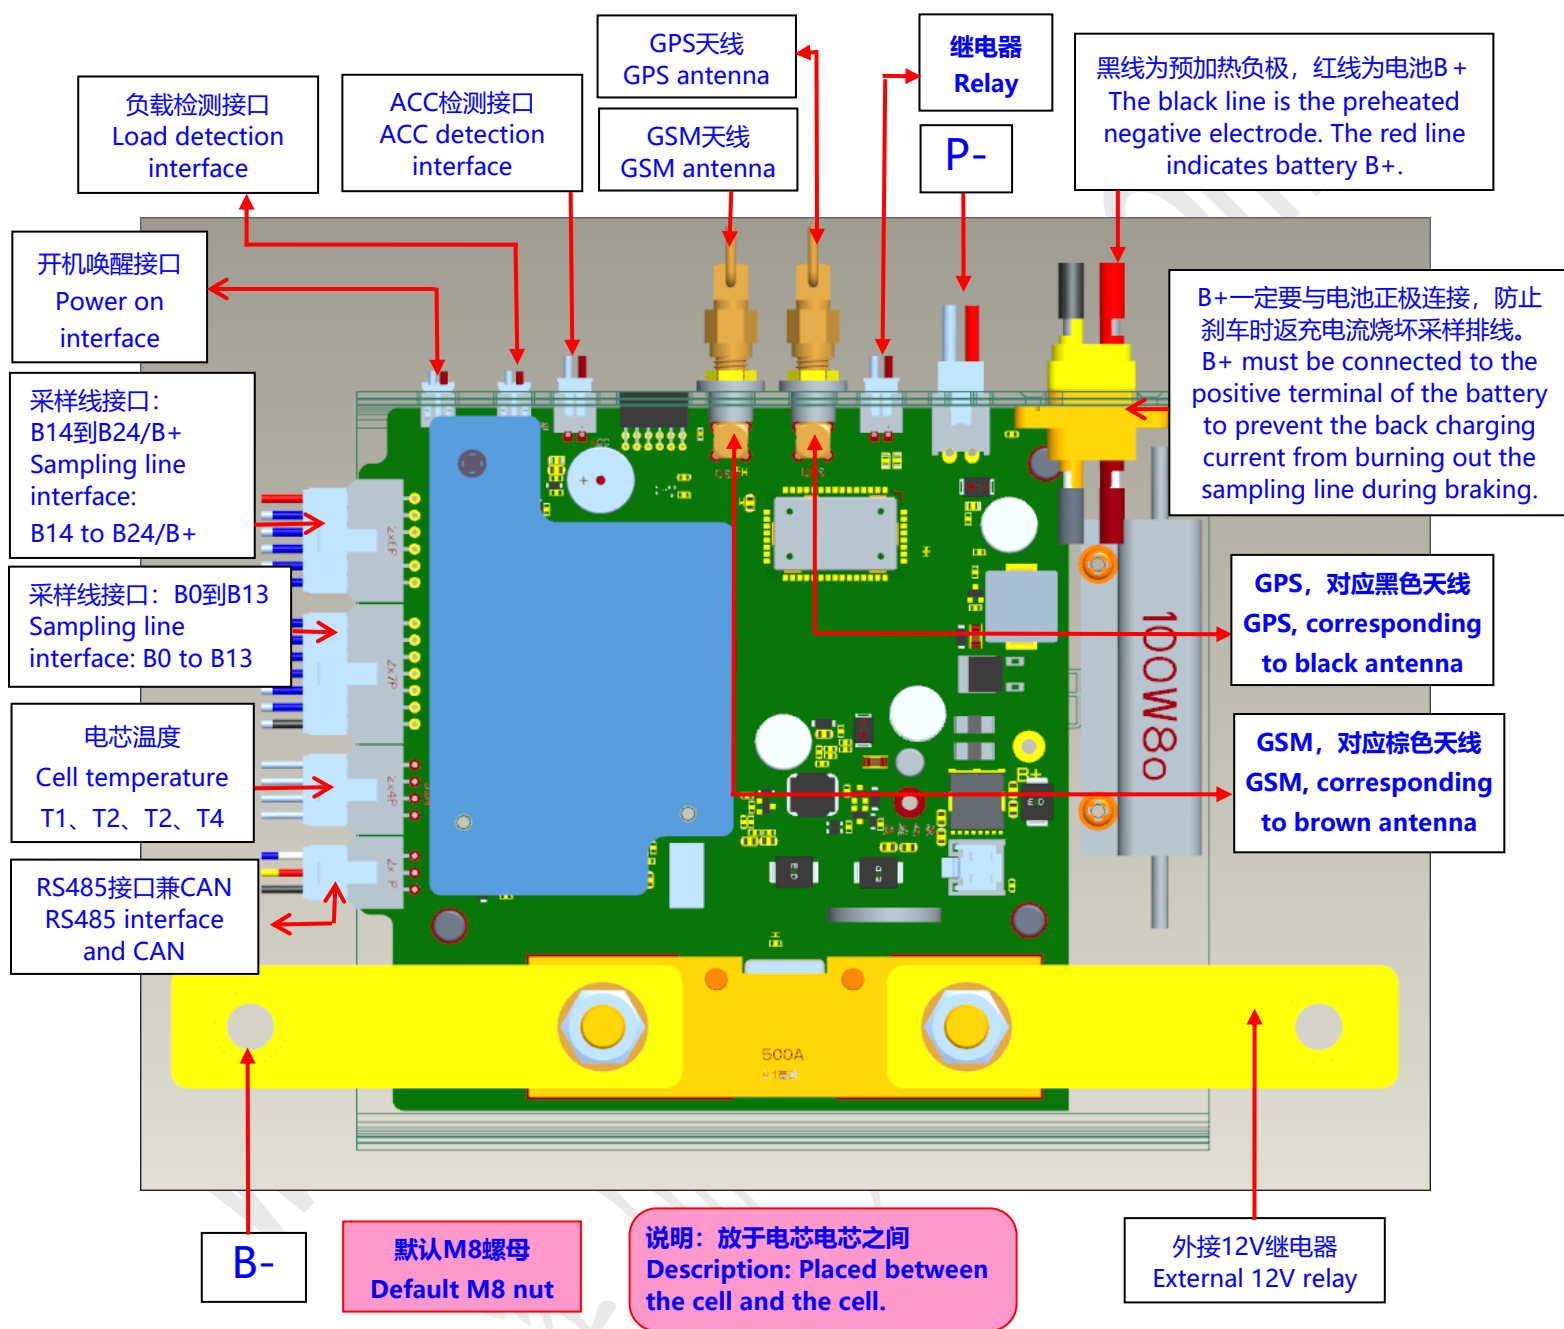 GPS天线
GPS antenna
继电器
Relay
黑线为预加热负极，红线为电池B+
The black line is the preheated
negative electrode. The red line
indicates battery B+.
负载检测接口
Load detection
interface
ACC检测接口
ACC detection
interface
GSM天线
GSM antenna
P-
开机唤醒接口
Power on
interface
B+一定要与电池正极连接，防止
刹车时返充电流烧坏采样排线。
B+ must be connected to the
positive terminal of the battery
to prevent the back charging
current from burning out the
sampling line during braking.
采样线接口：
B14到B24/B+
Sampling line
interface:
B14 to B24/B+
2x6P
采样线接口：B0到B13
Sampling line
interface: B0 to B13
2x7P
GPS，对应黑色天线
GPS, corresponding
to black antenna
100W8o
电芯温度
Cell temperature
T1、T2、T2、T4
2x4P
B+
GSM，对应棕色天线
GSM, corresponding
to brown antenna
RS485接口兼CAN
RS485 interface
and CAN
500A
B-
默认M8螺母
Default M8 nut
说明：放于电芯电芯之间
Description: Placed between
the cell and the cell.
外接12V继电器
External 12V relay